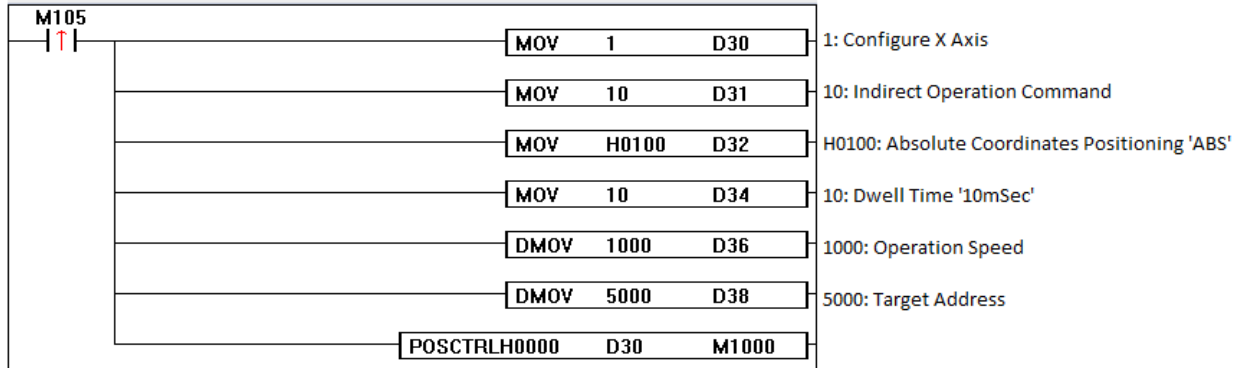 M105
MOV 1 D30 1: Configure X Axis
MOV 10 D31 10: Indirect Operation Command
MOV H0100 D32 H0100: Absolute Coordinates Positioning 'ABS'
MOV 10 D34 10: Dwell Time '10mSec'
DMOV 1000 D36 1000: Operation Speed
DMOV 5000 D38 5000: Target Address
POSCTRLH0000 D30 M1000